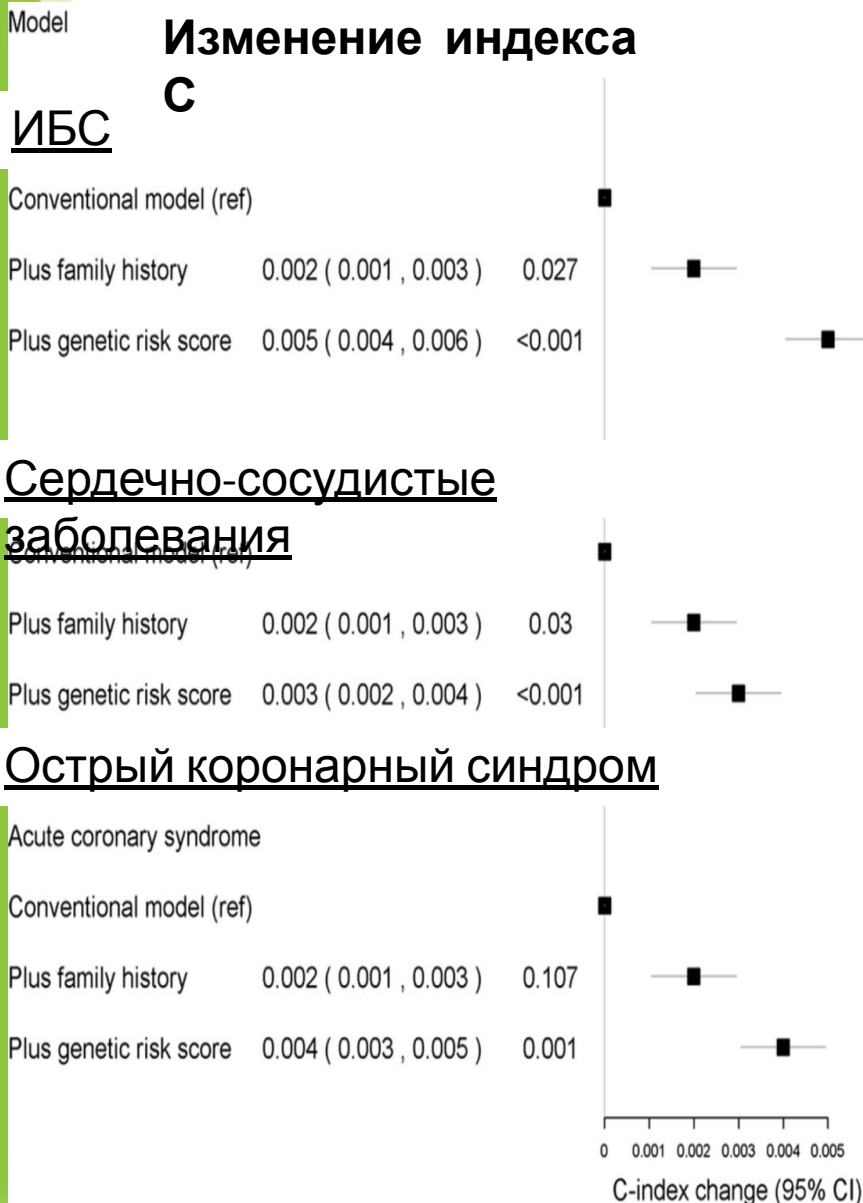 Model
Изменение индекса
С
ИБС
Conventional model (ref)
Plus family history 0.002 ( 0.001 , 0.003 ) 0.027
Plus genetic risk score 0.005 ( 0.004 , 0.006 ) <0.001
Сердечно-сосудистые
заболевания
Conventional model (ref)
Plus family history 0.002 ( 0.001 , 0.003 ) 0.03
Plus genetic risk score 0.003 ( 0.002 , 0.004 ) <0.001
Острый коронарный синдром
Acute coronary syndrome
Conventional model (ref)
Plus family history 0.002 ( 0.001 , 0.003 ) 0.107
Plus genetic risk score 0.004 ( 0.003 , 0.005 ) 0.001
0 0.001 0.002 0.003 0.004 0.005
C-index change (95% CI)